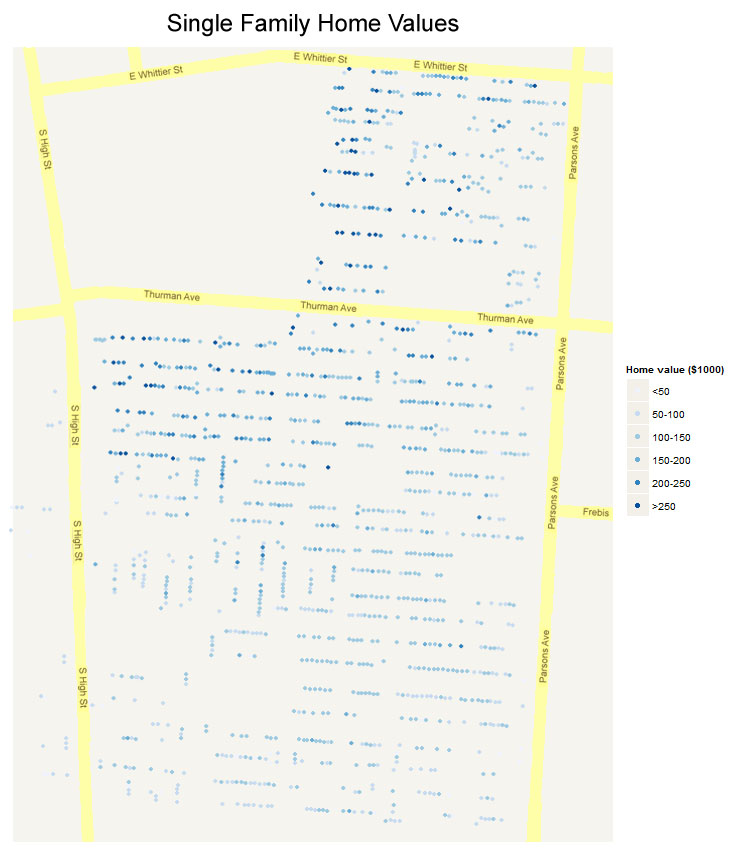 Single Family Home Values
E Whittier St
E Whittier St
E Whittier St
S High St
Parsons Ave
Thurman Ave
Thurman Ave
Thurman Ave
Parsons Ave
Home value ($1000)
<50
50-100
100-150
150-200
200-250
>250
S High St
Parsons Ave
Frebis
S High St
Parsons Ave
S High St